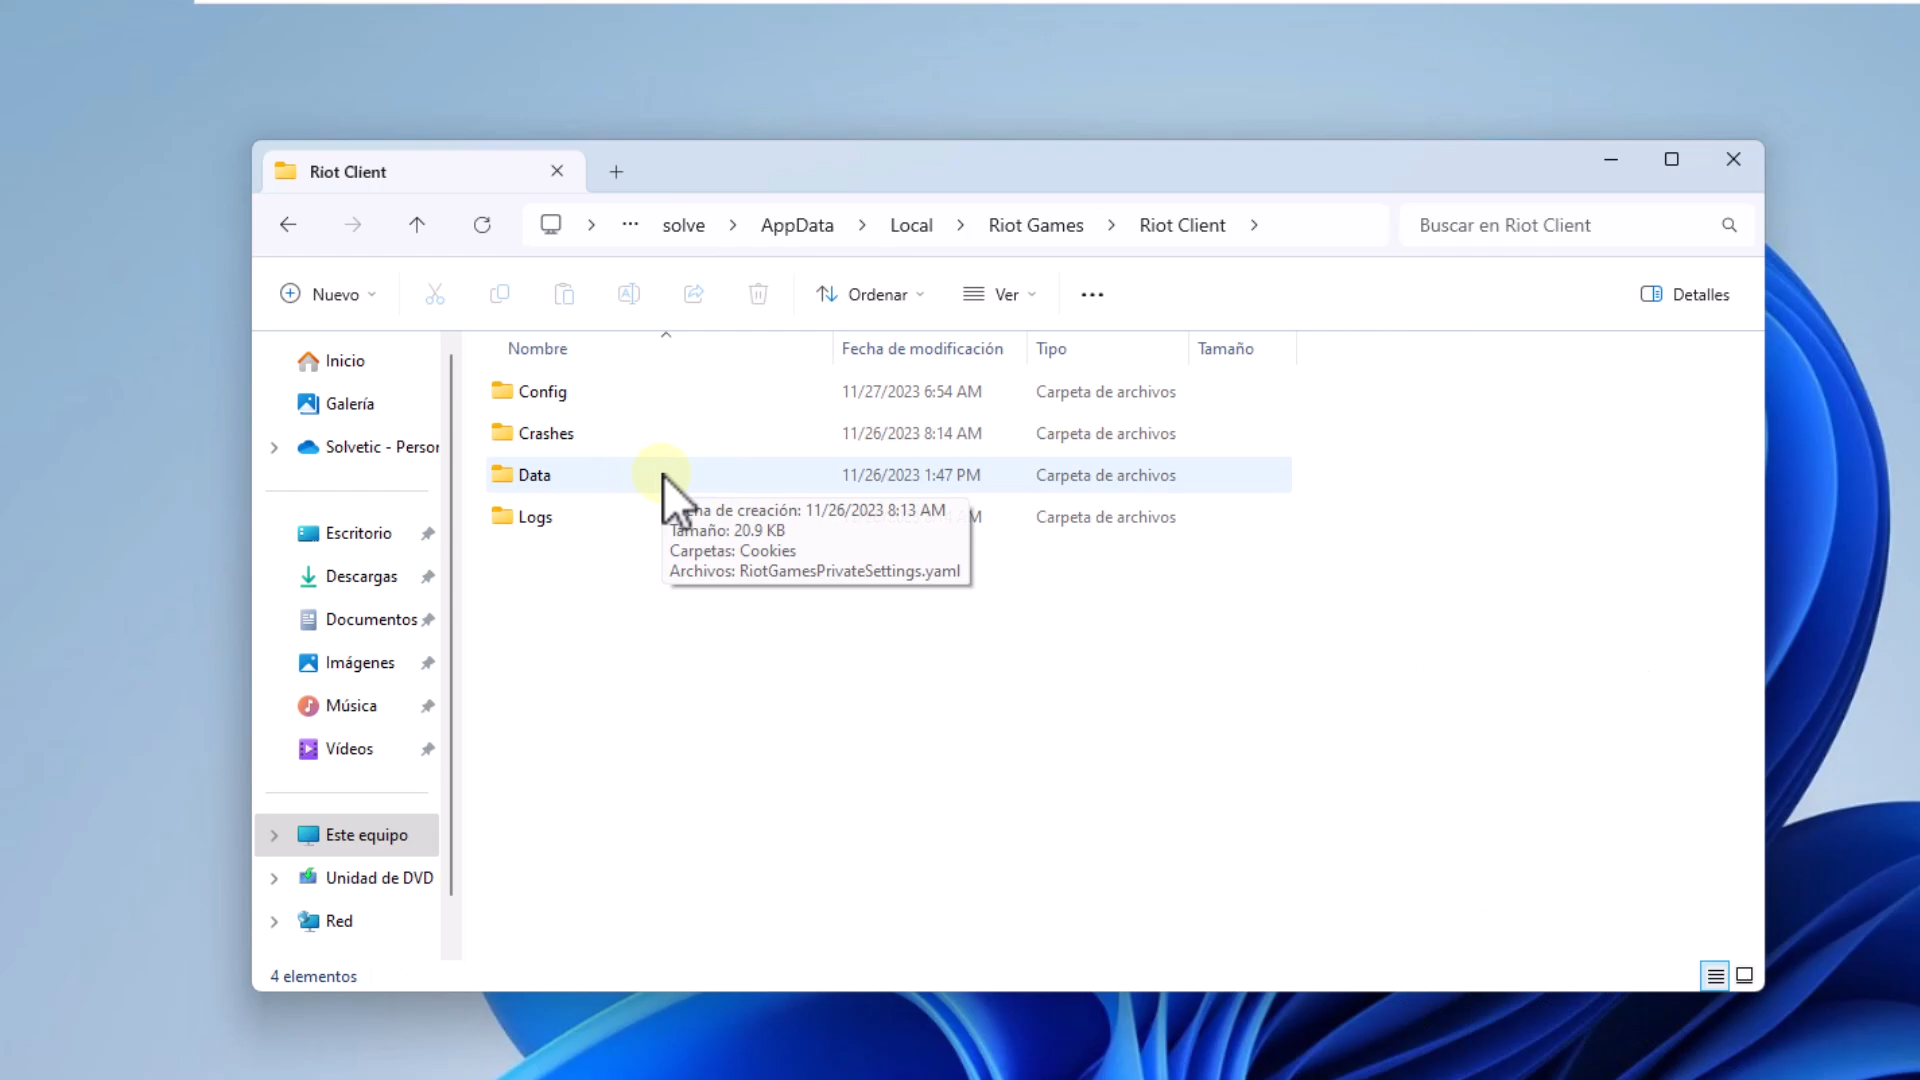 Riot Client
solve AppData Local Riot Games Riot Client
Buscar en Riot Client
Nuevo
Ordenar
Ver
Detalles
Nombre Fecha de modificación Tipo Tamaño
Config 11/27/2023 6:54 AM Carpeta de archivos
Crashes 11/26/2023 8:14 AM Carpeta de archivos
Data 11/26/2023 1:47 PM Carpeta de archivos
Logs Carpeta de archivos
de creación: 11/26/2023 8:13 AM
Tamaño: 20.9 KB
Carpetas: Cookies
Archivos: RiotGamesPrivateSettings.yaml
Inicio
Galería
Solvetic - Persor
Escritorio
Descargas
Documentos
Imágenes
Música
Vídeos
Este equipo
Unidad de DVD
Red
4 elementos